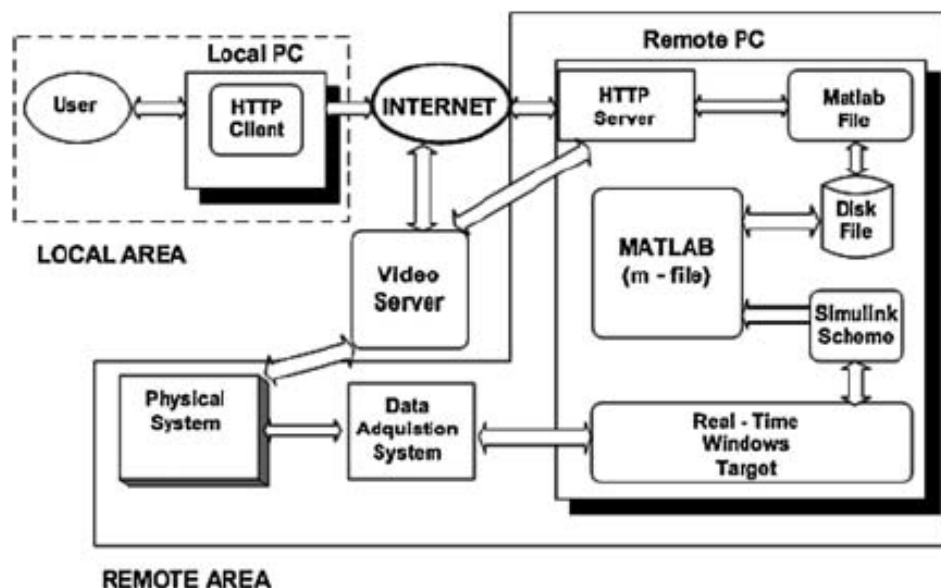 Local PC
User
HTTP
Client
INTERNET
LOCAL AREA
Remote PC
HTTP
Server
Matlab
File
Disk
File
MATLAB
(m - file)
Simulink
Scheme
Video
Server
Physical
System
Data
Adquistion
System
Real - Time
Windows
Target
REMOTE AREA